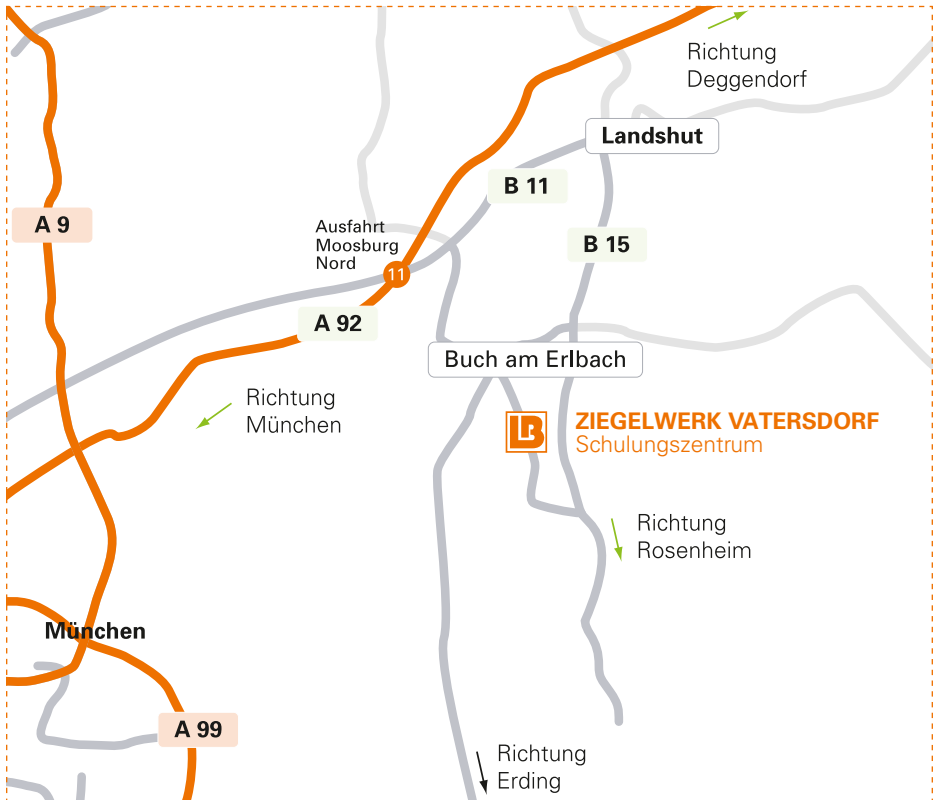 Richtung
Deggendorf
Landshut
B 11
A 9
Ausfahrt
Moosburg
Nord
B 15
11
A 92
Buch am Erlbach
Richtung
München
LB
ZIEGELWERK VATERSDORF
Schulungszentrum
Richtung
Rosenheim
München
A 99
Richtung
Erding